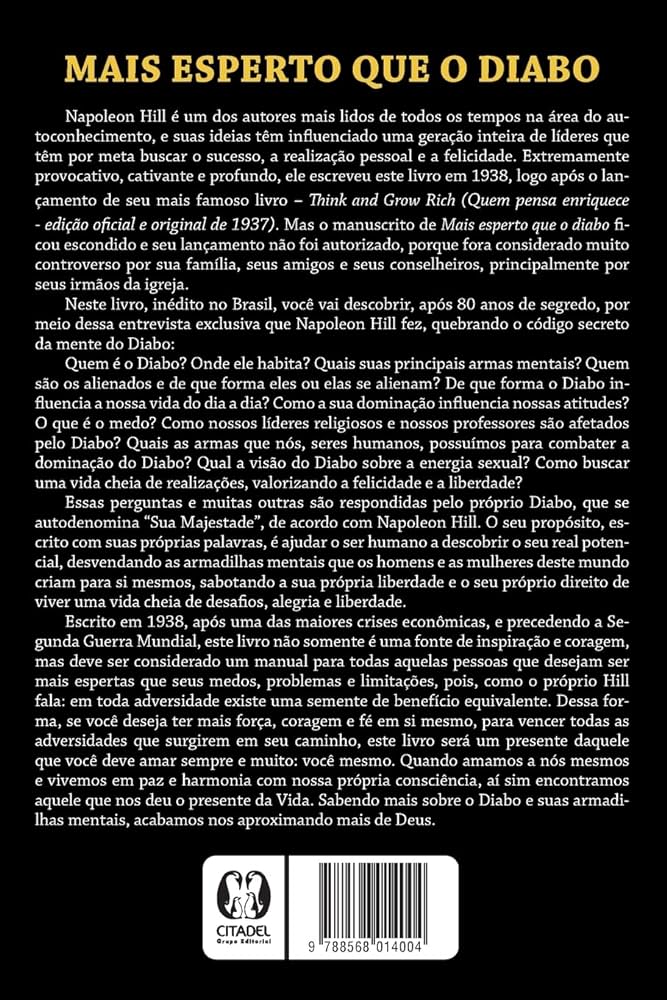 MAIS ESPERTO QUE O DIABO
Napoleon Hill é um dos autores mais lidos de todos os tempos na área do au-
toconhecimento, e suas ideias têm influenciado uma geração inteira de líderes que
têm por meta buscar o sucesso, a realização pessoal e a felicidade. Extremamente
provocativo, cativante e profundo, ele escreveu este livro em 1938, logo após o lan-
çamento de seu mais famoso livro – Think and Grow Rich (Quem pensa enriquece
- edição oficial e original de 1937). Mas o manuscrito de Mais esperto que o diabo fi-
cou escondido e seu lançamento não foi autorizado, porque fora considerado muito
controverso por sua família, seus amigos e seus conselheiros, principalmente por
seus irmãos da igreja.
Neste livro, inédito no Brasil, você vai descobrir, após 80 anos de segredo, por
meio dessa entrevista exclusiva que Napoleon Hill fez, quebrando o código secreto
da mente do Diabo:
Quem é o Diabo? Onde ele habita? Quais suas principais armas mentais? Quem
são os alienados e de que forma eles ou elas se alienam? De que forma o Diabo in-
fluencia a nossa vida do dia a dia? Como a sua dominação influencia nossas atitudes?
O que é o medo? Como nossos líderes religiosos e nossos professores são afetados
pelo Diabo? Quais as armas que nós, seres humanos, possuímos para combater a
dominação do Diabo? Qual a visão do Diabo sobre a energia sexual? Como buscar
uma vida cheia de realizações, valorizando a felicidade e a liberdade?
Essas perguntas e muitas outras são respondidas pelo próprio Diabo, que se
autodenomina “Sua Majestade”, de acordo com Napoleon Hill. O seu propósito, es-
crito com suas próprias palavras, é ajudar o ser humano a descobrir o seu real poten-
cial, desvendando as armadilhas mentais que os homens e as mulheres deste mundo
criam para si mesmos, sabotando a sua própria liberdade e o seu próprio direito de
viver uma vida cheia de desafios, alegria e liberdade.
Escrito em 1938, após uma das maiores crises econômicas, e precedendo a Se-
gunda Guerra Mundial, este livro não somente é uma fonte de inspiração e coragem,
mas deve ser considerado um manual para todas aquelas pessoas que desejam ser
mais espertas que seus medos, problemas e limitações, pois, como o próprio Hill
fala: em toda adversidade existe uma semente de benefício equivalente. Dessa for-
ma, se você deseja ter mais força, coragem e fé em si mesmo, para vencer todas as
adversidades que surgirem em seu caminho, este livro será um presente daquele
que você deve amar sempre e muito: você mesmo. Quando amamos a nós mesmos
e vivemos em paz e harmonia com nossa própria consciência, aí sim encontramos
aquele que nos deu o presente da Vida. Sabendo mais sobre o Diabo e suas armadi-
lhas mentais, acabamos nos aproximando mais de Deus.
CITADEL
Grupo Editorial
9 788568 014004